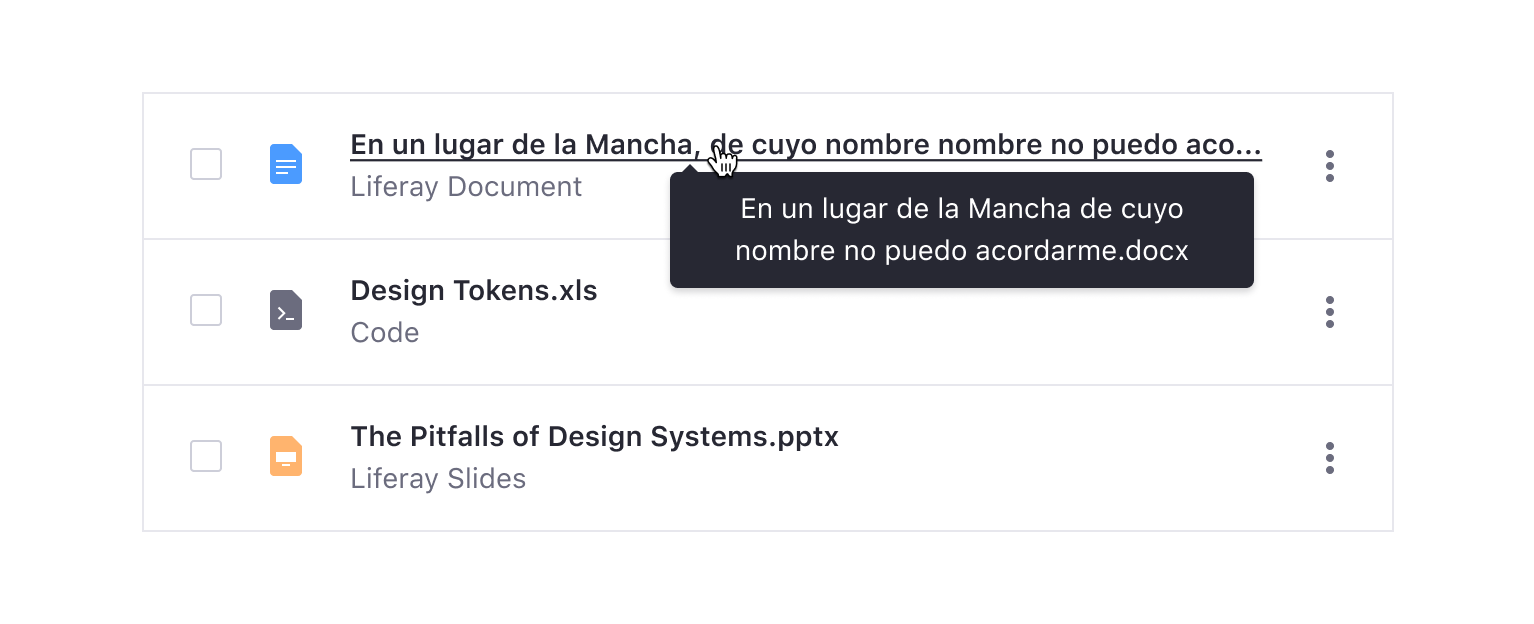 En un lugar de la Mancha, de cuyo nombre nombre no puedo aco...
Liferay Document
En un lugar de la Mancha de cuyo
nombre no puedo acordarme.docx
Design Tokens.xls
Code
The Pitfalls of Design Systems.pptx
Liferay Slides